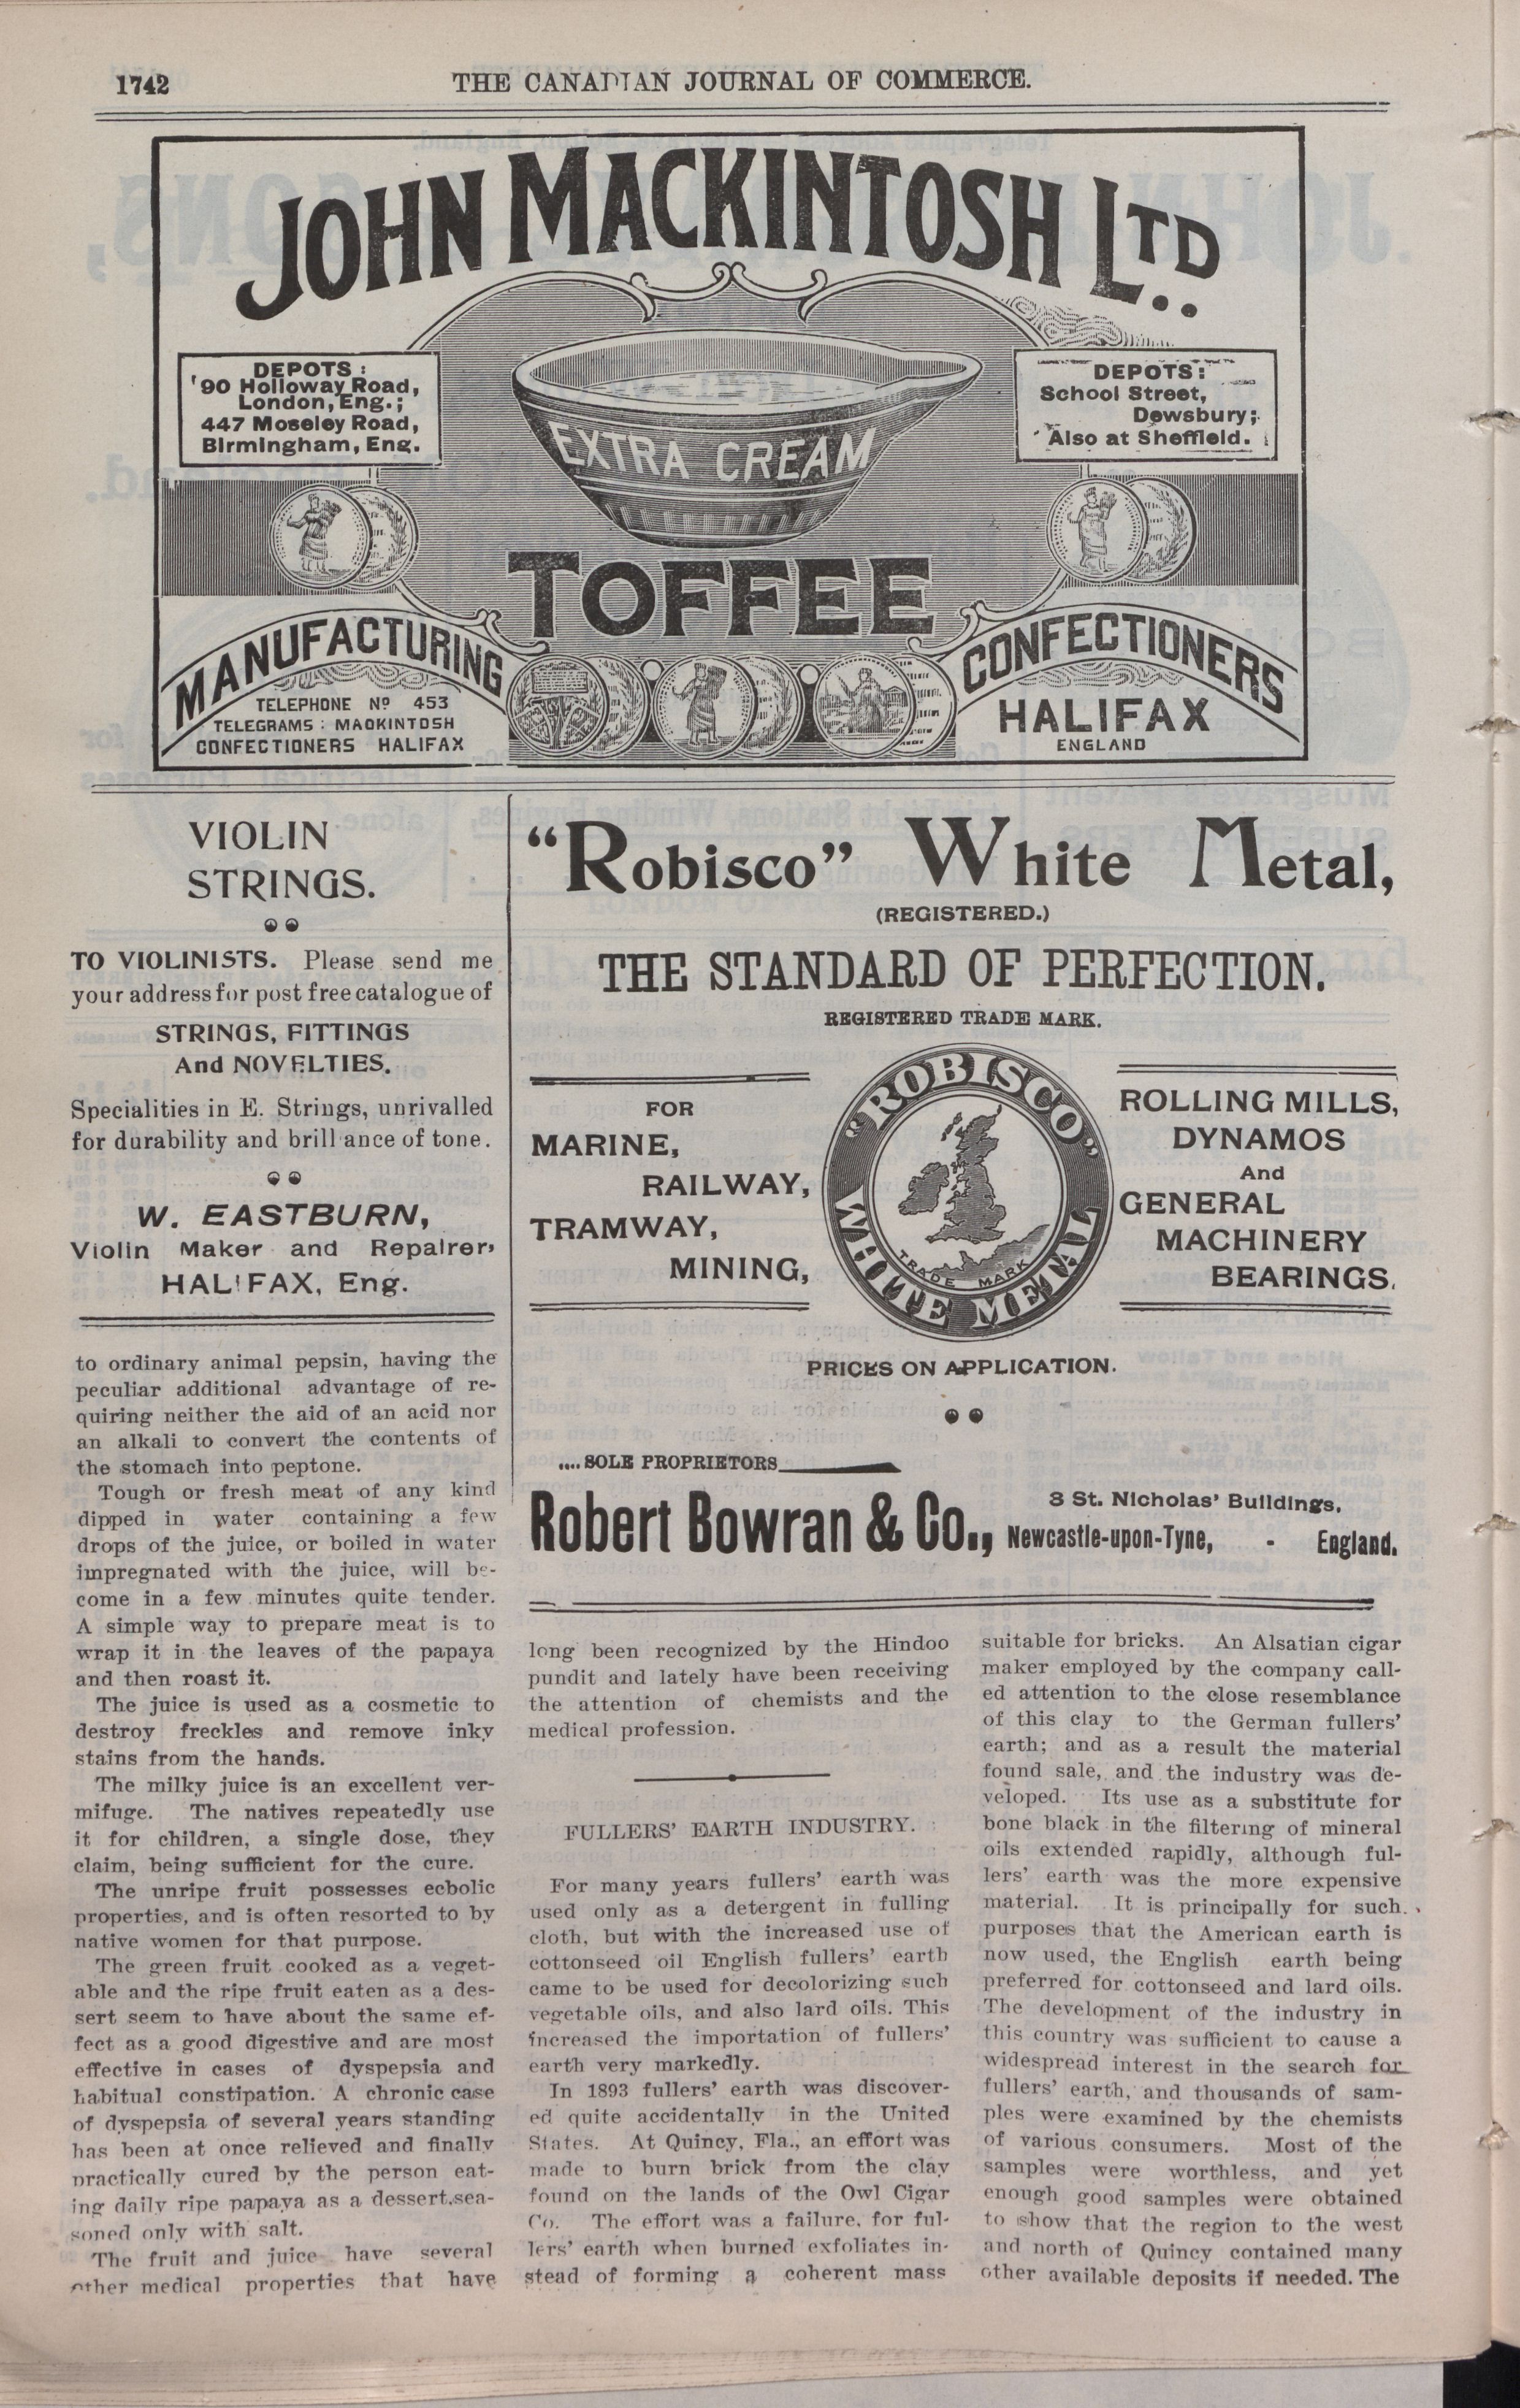 1742
THE CANADIAN JOURNAL OF COMMERCE.
JOHN MACKINTOSH LTD.
DEPOTS:
90 Holloway Road,
London, Eng.;
447 Moseley Road,
Birmingham, Eng.
DEPOTS:
School Street,
Dewsbury;
Also at Sheffield.
EXTRA CREAM
TOFFEE
MANUFACTURING
TELEPHONE No 453
TELEGRAMS: MACKINTOSH
CONFECTIONERS HALIFAX
CONFECTIONERS
HALIFAX
ENGLAND
VIOLIN
STRINGS.
TO VIOLINISTS. Please send me
your address for post free catalogue of
STRINGS, FITTINGS
And NOVELTIES.
Specialities in E. Strings, unrivalled
for durability and brill ance of tone.
W. EASTBURN,
Violin Maker and Repairer,
HALIFAX, Eng.
to ordinary animal pepsin, having the
peculiar additional advantage of re-
quiring neither the aid of an acid nor
an alkali to convert the contents of
the stomach into peptone.
Tough or fresh meat of any kind
dipped in water containing a few
drops of the juice, or boiled in water
impregnated with the juice, will be-
come in a few minutes quite tender.
A simple way to prepare meat is to
wrap it in the leaves of the papaya
and then roast it.
The juice is used as a cosmetic to
destroy freckles and remove inky
stains from the hands.
The milky juice is an excellent ver-
mifuge. The natives repeatedly use
it for children, a single dose, they
claim, being sufficient for the cure.
The unripe fruit possesses ecbolic
properties, and is often resorted to by
native women for that purpose.
The green fruit cooked as a veget-
able and the ripe fruit eaten as a des-
sert seem to have about the same ef-
fect as a good digestive and are most
effective in cases of dyspepsia and
habitual constipation. A chronic case
of dyspepsia of several years standing
has been at once relieved and finally
practically cured by the person eat-
ing daily ripe papaya as a dessert,sea-
soned only with salt.
The fruit and juice have several
other medical properties that have
"Robisco" White Metal,
(REGISTERED.)
THE STANDARD OF PERFECTION.
REGISTERED TRADE MARK.
FOR
MARINE,
RAILWAY,
TRAMWAY,
MINING,
"ROBISCO"
WHITE METAL
TRADE MARK
ROLLING MILLS,
DYNAMOS
And
GENERAL
MACHINERY
BEARINGS.
PRICES ON APPLICATION.
....SOLE PROPRIETORS
Robert Bowran & Co.,
3 St. Nicholas' Buildings,
Newcastle-upon-Tyne, - England.
long been recognized by the Hindoo
pundit and lately have been receiving
the attention of chemists and the
medical profession.
FULLERS' EARTH INDUSTRY.
For many years fullers' earth was
used only as a detergent in fulling
cloth, but with the increased use of
cottonseed oil English fullers' earth
came to be used for decolorizing such
vegetable oils, and also lard oils. This
increased the importation of fullers'
earth very markedly.
In 1893 fullers' earth was discover-
ed quite accidentally in the United
States. At Quincy, Fla., an effort was
made to burn brick from the clay
found on the lands of the Owl Cigar
Co. The effort was a failure, for ful-
lers' earth when burned exfoliates in-
stead of forming a coherent mass
suitable for bricks. An Alsatian cigar
maker employed by the company call-
ed attention to the close resemblance
of this clay to the German fullers'
earth; and as a result the material
found sale, and the industry was de-
veloped. Its use as a substitute for
bone black in the filtering of mineral
oils extended rapidly, although ful-
lers' earth was the more expensive
material. It is principally for such
purposes that the American earth is
now used, the English earth being
preferred for cottonseed and lard oils.
The development of the industry in
this country was sufficient to cause a
widespread interest in the search for
fullers' earth, and thousands of sam-
ples were examined by the chemists
of various consumers. Most of the
samples were worthless, and yet
enough good samples were obtained
to show that the region to the west
and north of Quincy contained many
other available deposits if needed. The